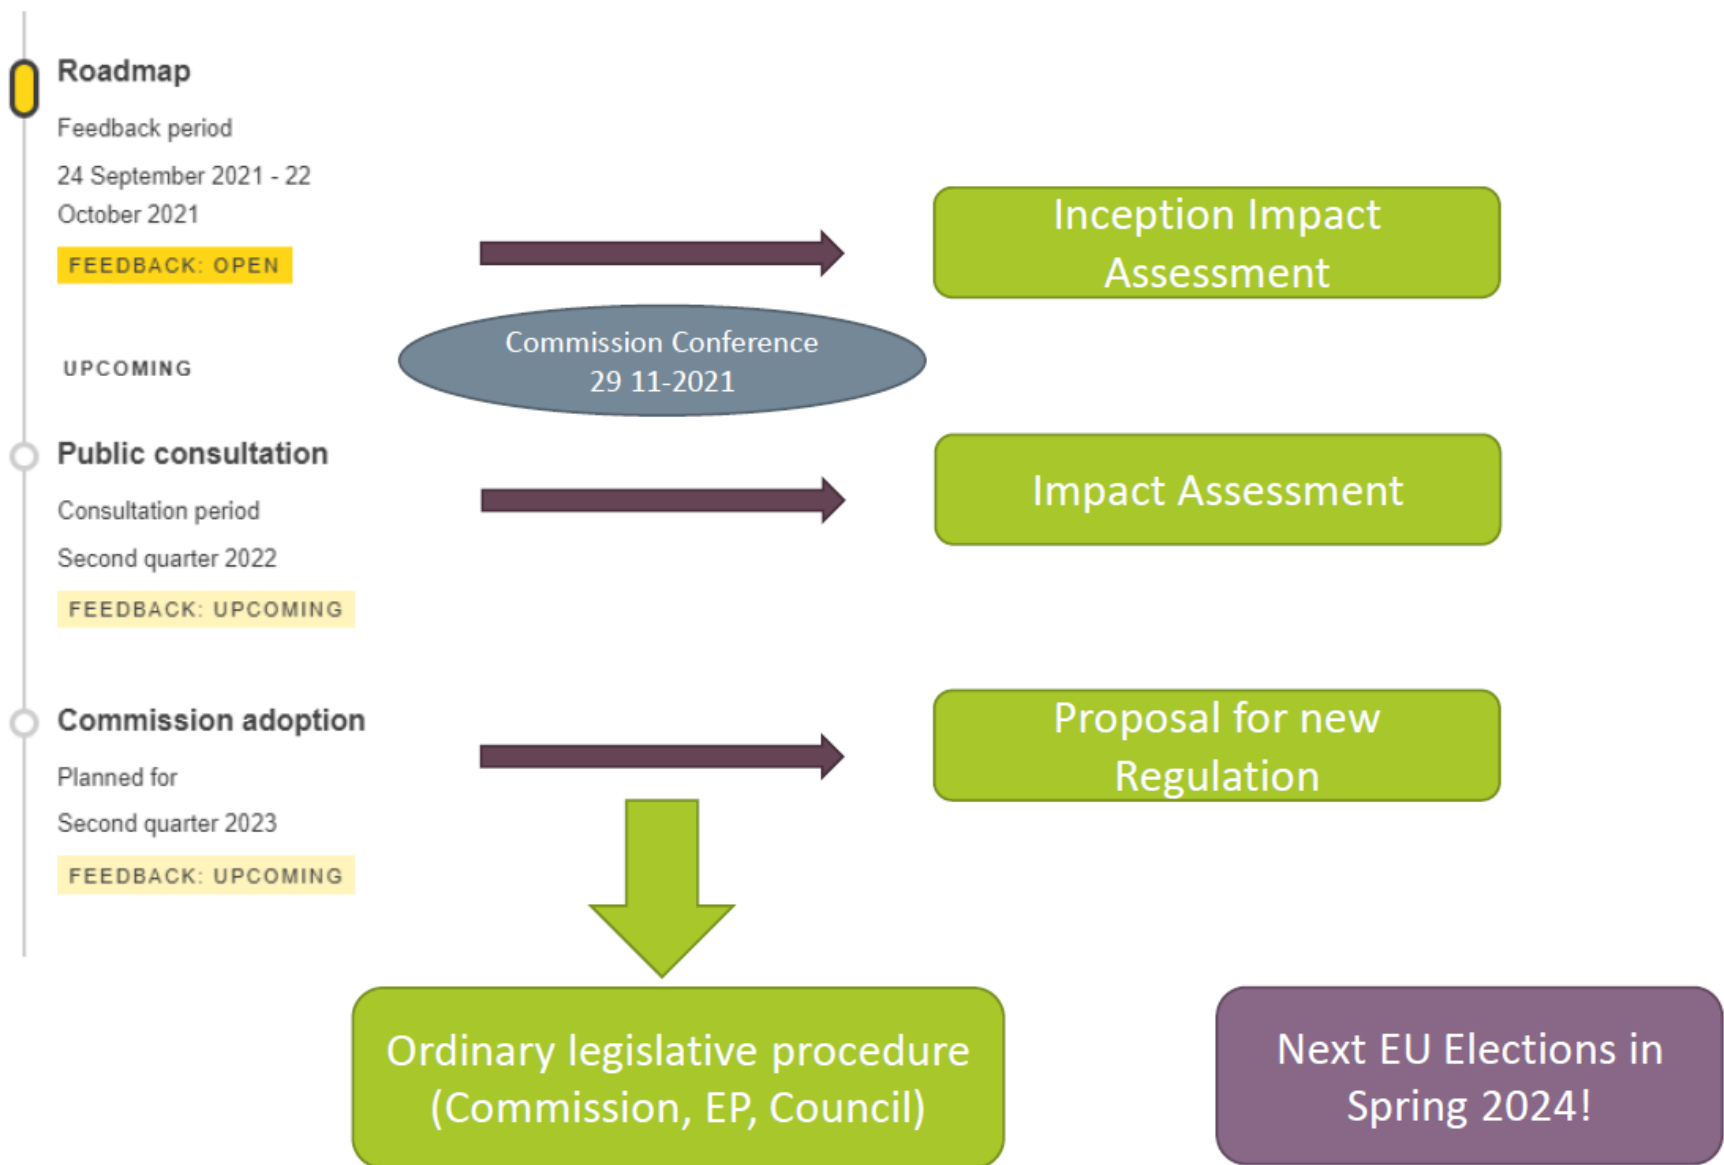 Roadmap
Feedback period
24 September 2021 - 22
October 2021
FEEDBACK: OPEN
Inception Impact
Assessment
Commission Conference
29 11-2021
UPCOMING
Public consultation
Consultation period
Second quarter 2022
FEEDBACK: UPCOMING
Impact Assessment
Commission adoption
Planned for
Second quarter 2023
FEEDBACK: UPCOMING
Proposal for new
Regulation
Ordinary legislative procedure
(Commission, EP, Council)
Next EU Elections in
Spring 2024!